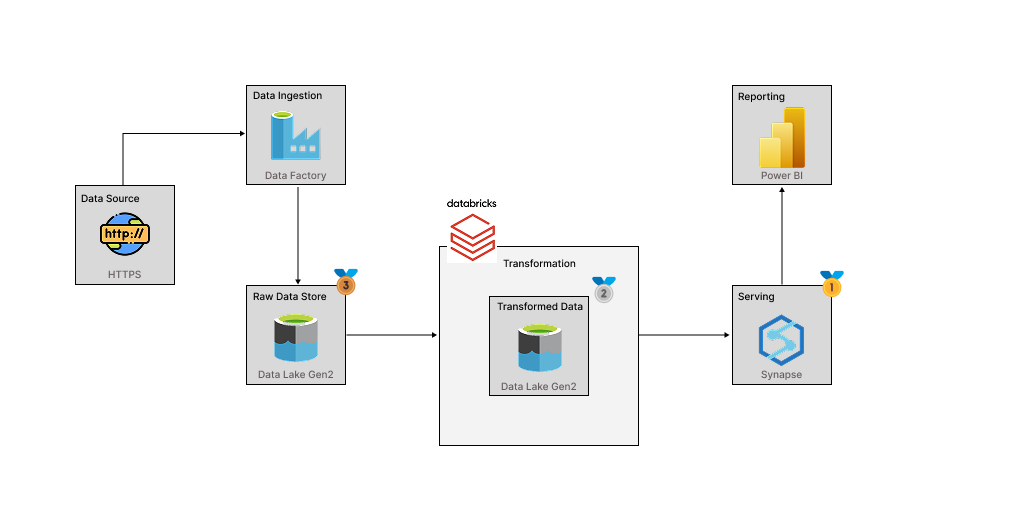 Data Source
http://
HTTPS
Data Ingestion
Data Factory
Raw Data Store
3
Data Lake Gen2
databricks
Transformation
2
Transformed Data
Data Lake Gen2
Serving
1
Synapse
Reporting
Power BI